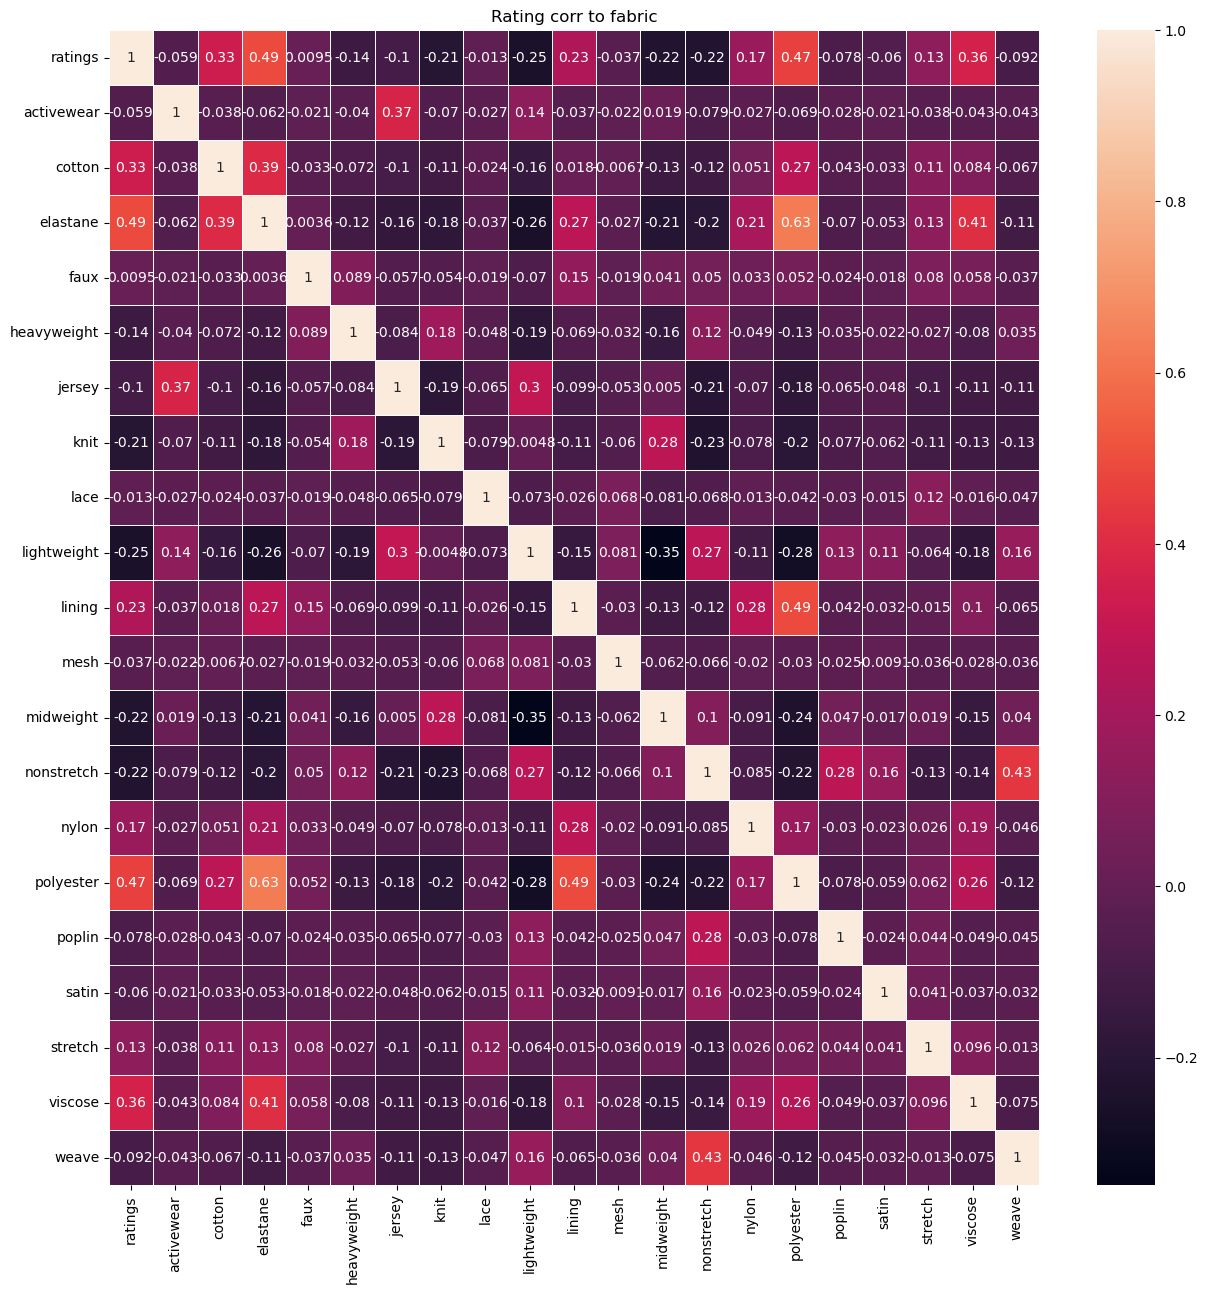 Rating corr to fabric
ratings 1 -0.059 0.33 0.49 0.0095 -0.14 -0.1 -0.21 -0.013 -0.25 0.23 -0.037 -0.22 -0.22 0.17 0.47 -0.078 -0.06 0.13 0.36 -0.092
activewear -0.059 1 -0.038 -0.062 -0.021 -0.04 0.37 -0.07 -0.027 0.14 -0.037 -0.022 0.019 -0.079 -0.027 -0.069 -0.028 -0.021 -0.038 -0.043 -0.043
cotton 0.33 -0.038 1 0.39 -0.033 -0.072 -0.1 -0.11 -0.024 -0.16 0.018 -0.0067 -0.13 -0.12 0.051 0.27 -0.043 -0.033 0.11 0.084 -0.067
elastane 0.49 -0.062 0.39 1 0.0036 -0.12 -0.16 -0.18 -0.037 -0.26 0.27 -0.027 -0.21 -0.2 0.21 0.63 -0.07 -0.053 0.13 0.41 -0.11
faux 0.0095 -0.021 -0.033 0.0036 1 0.089 -0.057 -0.054 -0.019 -0.07 0.15 -0.019 0.041 0.05 0.033 0.052 -0.024 -0.018 0.08 0.058 -0.037
heavyweight -0.14 -0.04 -0.072 -0.12 0.089 1 -0.084 0.18 -0.048 -0.19 -0.069 -0.032 -0.16 0.12 -0.049 -0.13 -0.035 -0.022 -0.027 -0.08 0.035
jersey -0.1 0.37 -0.1 -0.16 -0.057 -0.084 1 -0.19 -0.065 0.3 -0.099 -0.053 0.005 -0.21 -0.07 -0.18 -0.065 -0.048 -0.1 -0.11 -0.11
knit -0.21 -0.07 -0.11 -0.18 -0.054 0.18 -0.19 1 -0.079 -0.0048 -0.11 -0.06 0.28 -0.23 -0.078 -0.2 -0.077 -0.062 -0.11 -0.13 -0.13
lace -0.013 -0.027 -0.024 -0.037 -0.019 -0.048 -0.065 -0.079 1 -0.073 -0.026 0.068 -0.081 -0.068 -0.013 -0.042 -0.03 -0.015 0.12 -0.016 -0.047
lightweight -0.25 0.14 -0.16 -0.26 -0.07 -0.19 0.3 -0.0048 -0.073 1 -0.15 0.081 -0.35 0.27 -0.11 -0.28 0.13 0.11 -0.064 -0.18 0.16
lining 0.23 -0.037 0.018 0.27 0.15 -0.069 -0.099 -0.11 -0.026 -0.15 1 -0.03 -0.13 -0.12 0.28 0.49 -0.042 -0.032 -0.015 0.1 -0.065
mesh -0.037 -0.022 -0.0067 -0.027 -0.019 -0.032 -0.053 -0.06 0.068 0.081 -0.03 1 -0.062 -0.066 -0.02 -0.03 -0.025 -0.0091 -0.036 -0.028 -0.036
midweight -0.22 0.019 -0.13 -0.21 0.041 -0.16 0.005 0.28 -0.081 -0.35 -0.13 -0.062 1 0.1 -0.091 -0.24 0.047 -0.017 0.019 -0.15 0.04
nonstretch -0.22 -0.079 -0.12 -0.2 0.05 0.12 -0.21 -0.23 -0.068 0.27 -0.12 -0.066 0.1 1 -0.085 -0.22 0.28 0.16 -0.13 -0.14 0.43
nylon 0.17 -0.027 0.051 0.21 0.033 -0.049 -0.07 -0.078 -0.013 -0.11 0.28 -0.02 -0.091 -0.085 1 0.17 -0.03 -0.023 0.026 0.19 -0.046
polyester 0.47 -0.069 0.27 0.63 0.052 -0.13 -0.18 -0.2 -0.042 -0.28 0.49 -0.03 -0.24 -0.22 0.17 1 -0.078 -0.059 0.062 0.26 -0.12
poplin -0.078 -0.028 -0.043 -0.07 -0.024 -0.035 -0.065 -0.077 -0.03 0.13 -0.042 -0.025 0.047 0.28 -0.03 -0.078 1 -0.024 0.044 -0.049 -0.045
satin -0.06 -0.021 -0.033 -0.053 -0.018 -0.022 -0.048 -0.062 -0.015 0.11 -0.032 -0.0091 -0.017 0.16 -0.023 -0.059 -0.024 1 0.041 -0.037 -0.032
stretch 0.13 -0.038 0.11 0.13 0.08 -0.027 -0.1 -0.11 0.12 -0.064 -0.015 -0.036 0.019 -0.13 0.026 0.062 0.044 0.041 1 0.096 -0.013
viscose 0.36 -0.043 0.084 0.41 0.058 -0.08 -0.11 -0.13 -0.016 -0.18 0.1 -0.028 -0.15 -0.14 0.19 0.26 -0.049 -0.037 0.096 1 -0.075
weave -0.092 -0.043 -0.067 -0.11 -0.037 0.035 -0.11 -0.13 -0.047 0.16 -0.065 -0.036 0.04 0.43 -0.046 -0.12 -0.045 -0.032 -0.013 -0.075 1
ratings activewear cotton elastane faux heavyweight jersey knit lace lightweight lining mesh midweight nonstretch nylon polyester poplin satin stretch viscose weave
1.0
0.8
0.6
0.4
0.2
0.0
−0.2